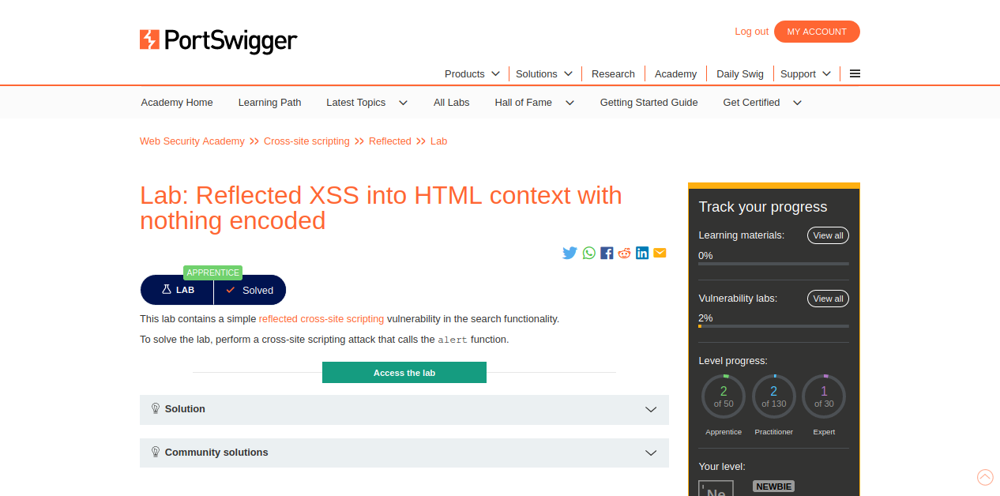 PortSwigger
Log out
MY ACCOUNT
Products
Solutions
Research
Academy
Daily Swig
Support
Academy Home
Learning Path
Latest Topics
All Labs
Hall of Fame
Getting Started Guide
Get Certified
Web Security Academy
Cross-site scripting
Reflected
Lab
Lab: Reflected XSS into HTML context with
nothing encoded
APPRENTICE
LAB
Solved
This lab contains a simple reflected cross-site scripting vulnerability in the search functionality.
To solve the lab, perform a cross-site scripting attack that calls the alert function.
Access the lab
Solution
Community solutions
Track your progress
Learning materials:
View all
0%
Vulnerability labs:
View all
2%
Level progress:
2
of 50
Apprentice
2
of 130
Practitioner
1
of 30
Expert
Your level:
Ne
NEWBIE